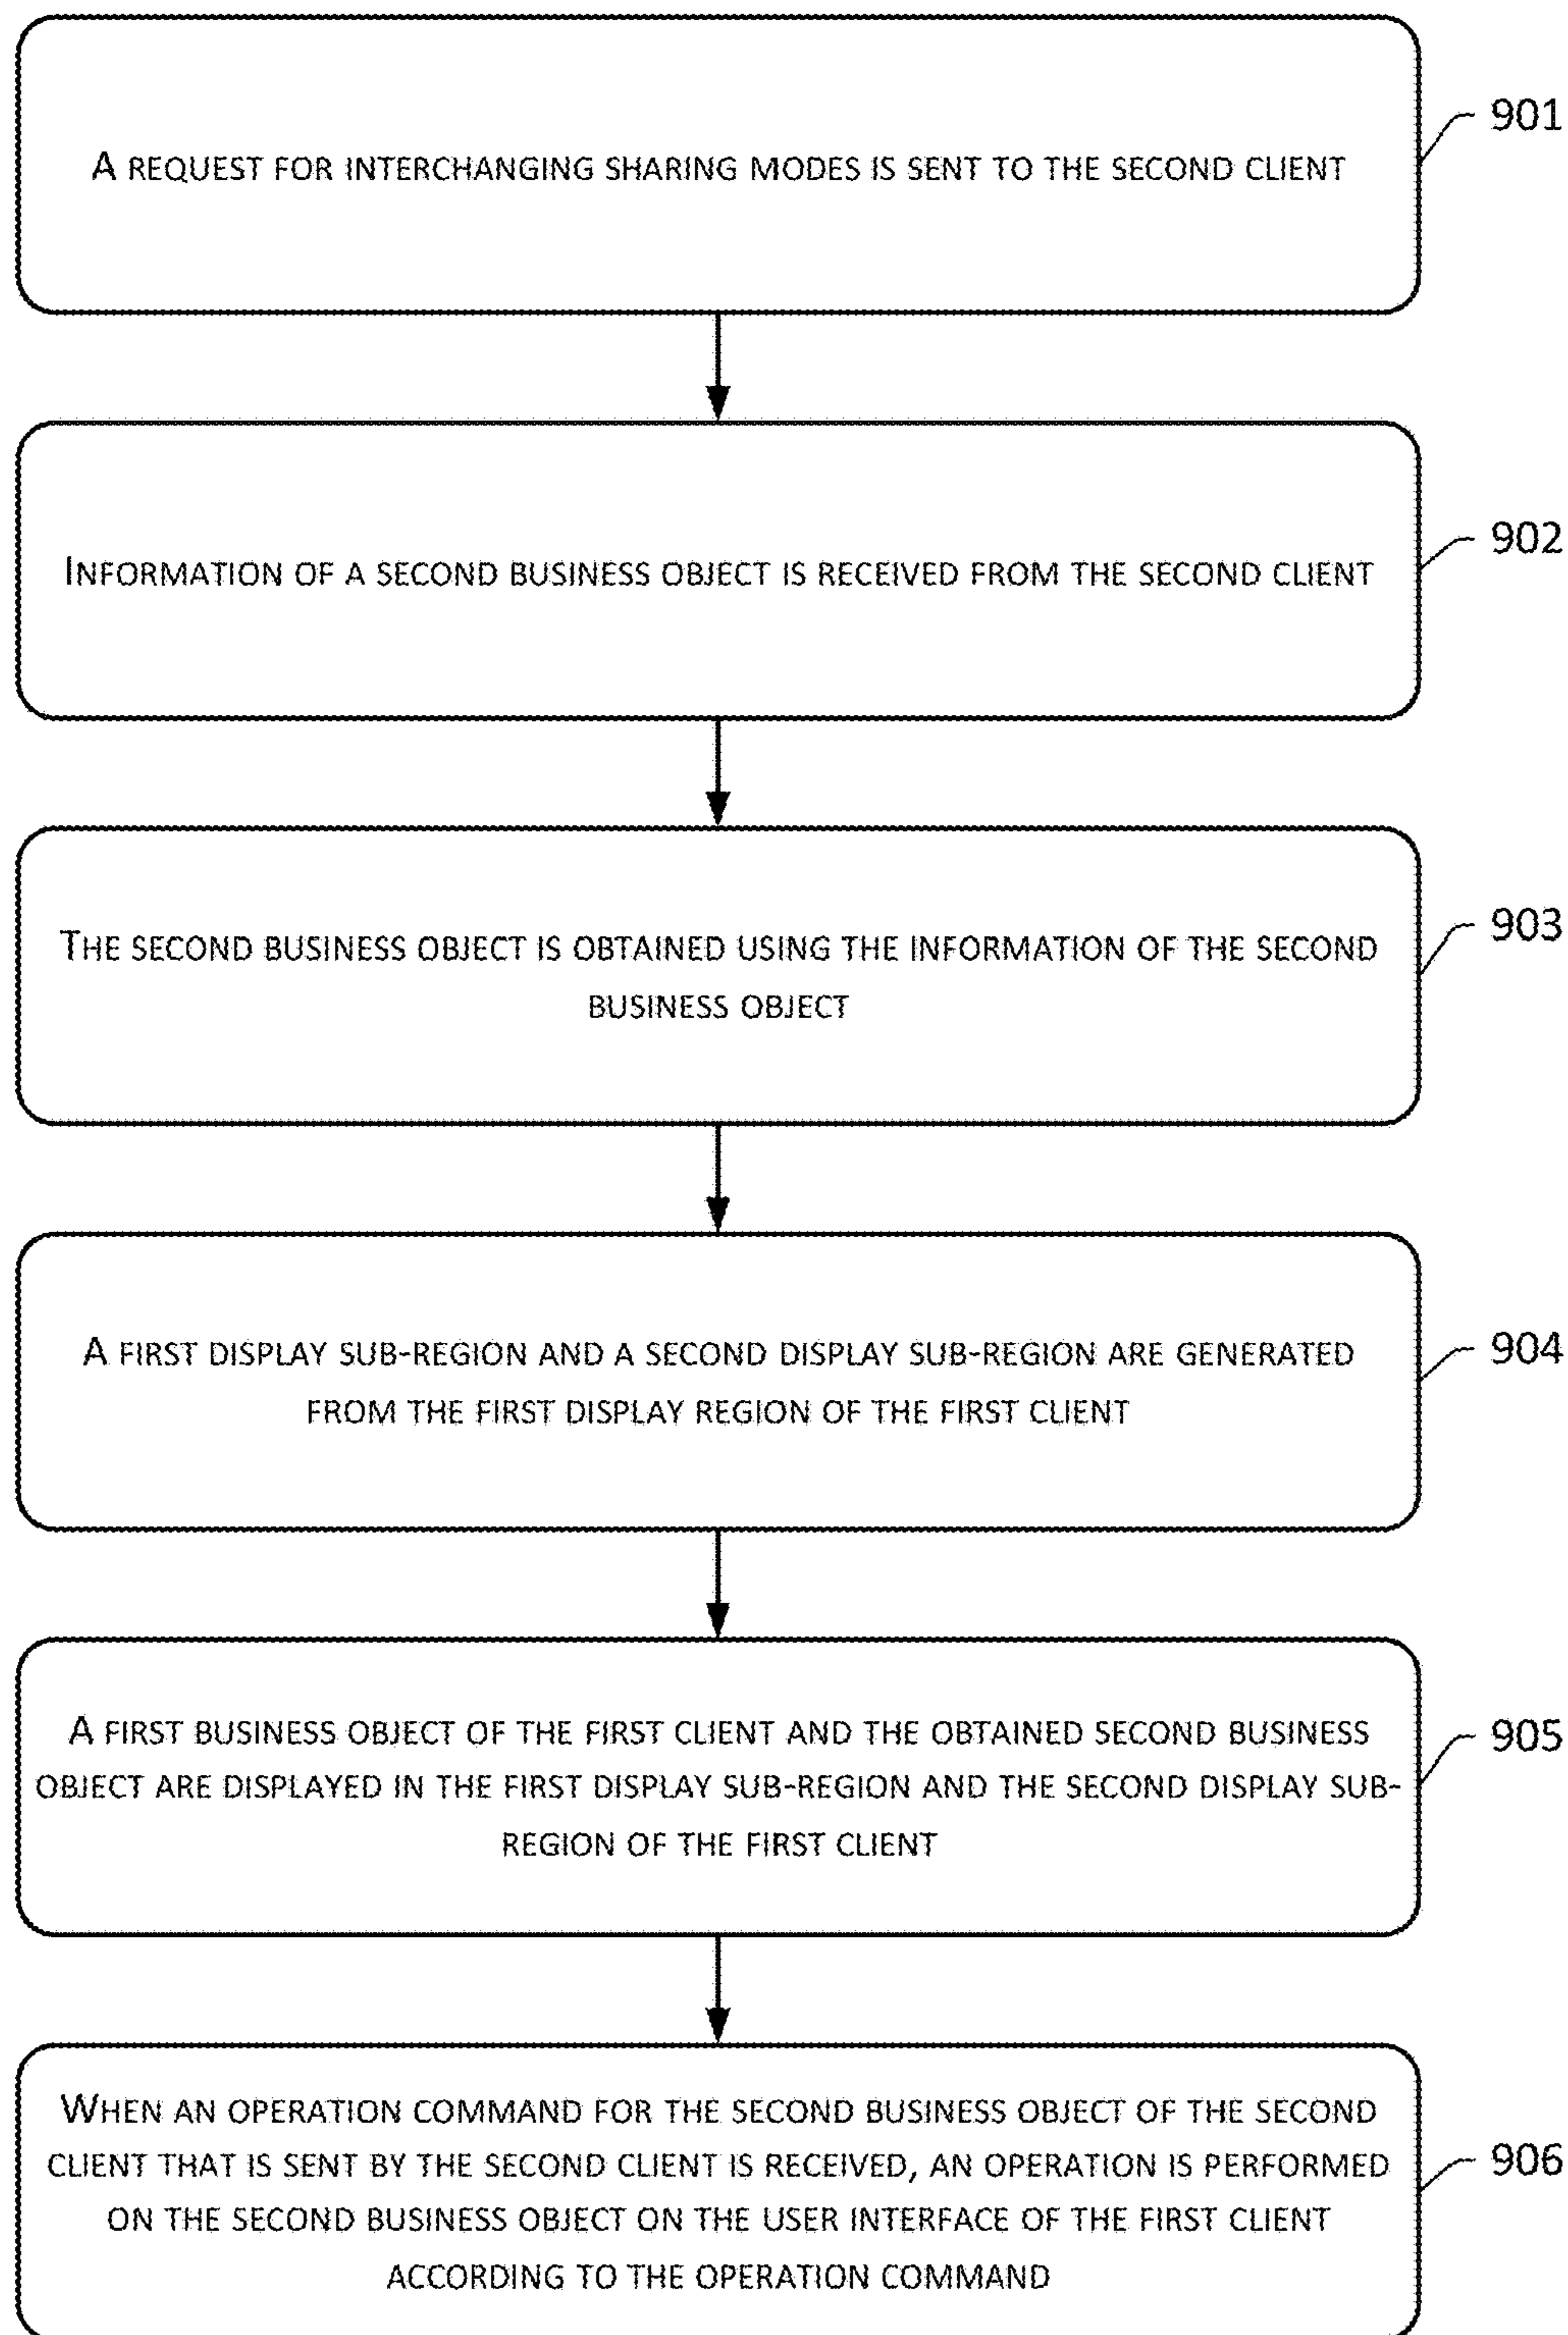 A REQUEST FOR INTERCHANGING SHARING MODES IS SENT TO THE SECOND CLIENT
901
INFORMATION OF A SECOND BUSINESS OBJECT IS RECEIVED FROM THE SECOND CLIENT
902
THE SECOND BUSINESS OBJECT IS OBTAINED USING THE INFORMATION OF THE SECOND
BUSINESS OBJECT
903
A FIRST DISPLAY SUB-REGION AND A SECOND DISPLAY SUB-REGION ARE GENERATED
FROM THE FIRST DISPLAY REGION OF THE FIRST CLIENT
904
A FIRST BUSINESS OBJECT OF THE FIRST CLIENT AND THE OBTAINED SECOND BUSINESS
OBJECT ARE DISPLAYED IN THE FIRST DISPLAY SUB-REGION AND THE SECOND DISPLAY SUB-
REGION OF THE FIRST CLIENT
905
WHEN AN OPERATION COMMAND FOR THE SECOND BUSINESS OBJECT OF THE SECOND
CLIENT THAT IS SENT BY THE SECOND CLIENT IS RECEIVED, AN OPERATION IS PERFORMED
ON THE SECOND BUSINESS OBJECT ON THE USER INTERFACE OF THE FIRST CLIENT
ACCORDING TO THE OPERATION COMMAND
906